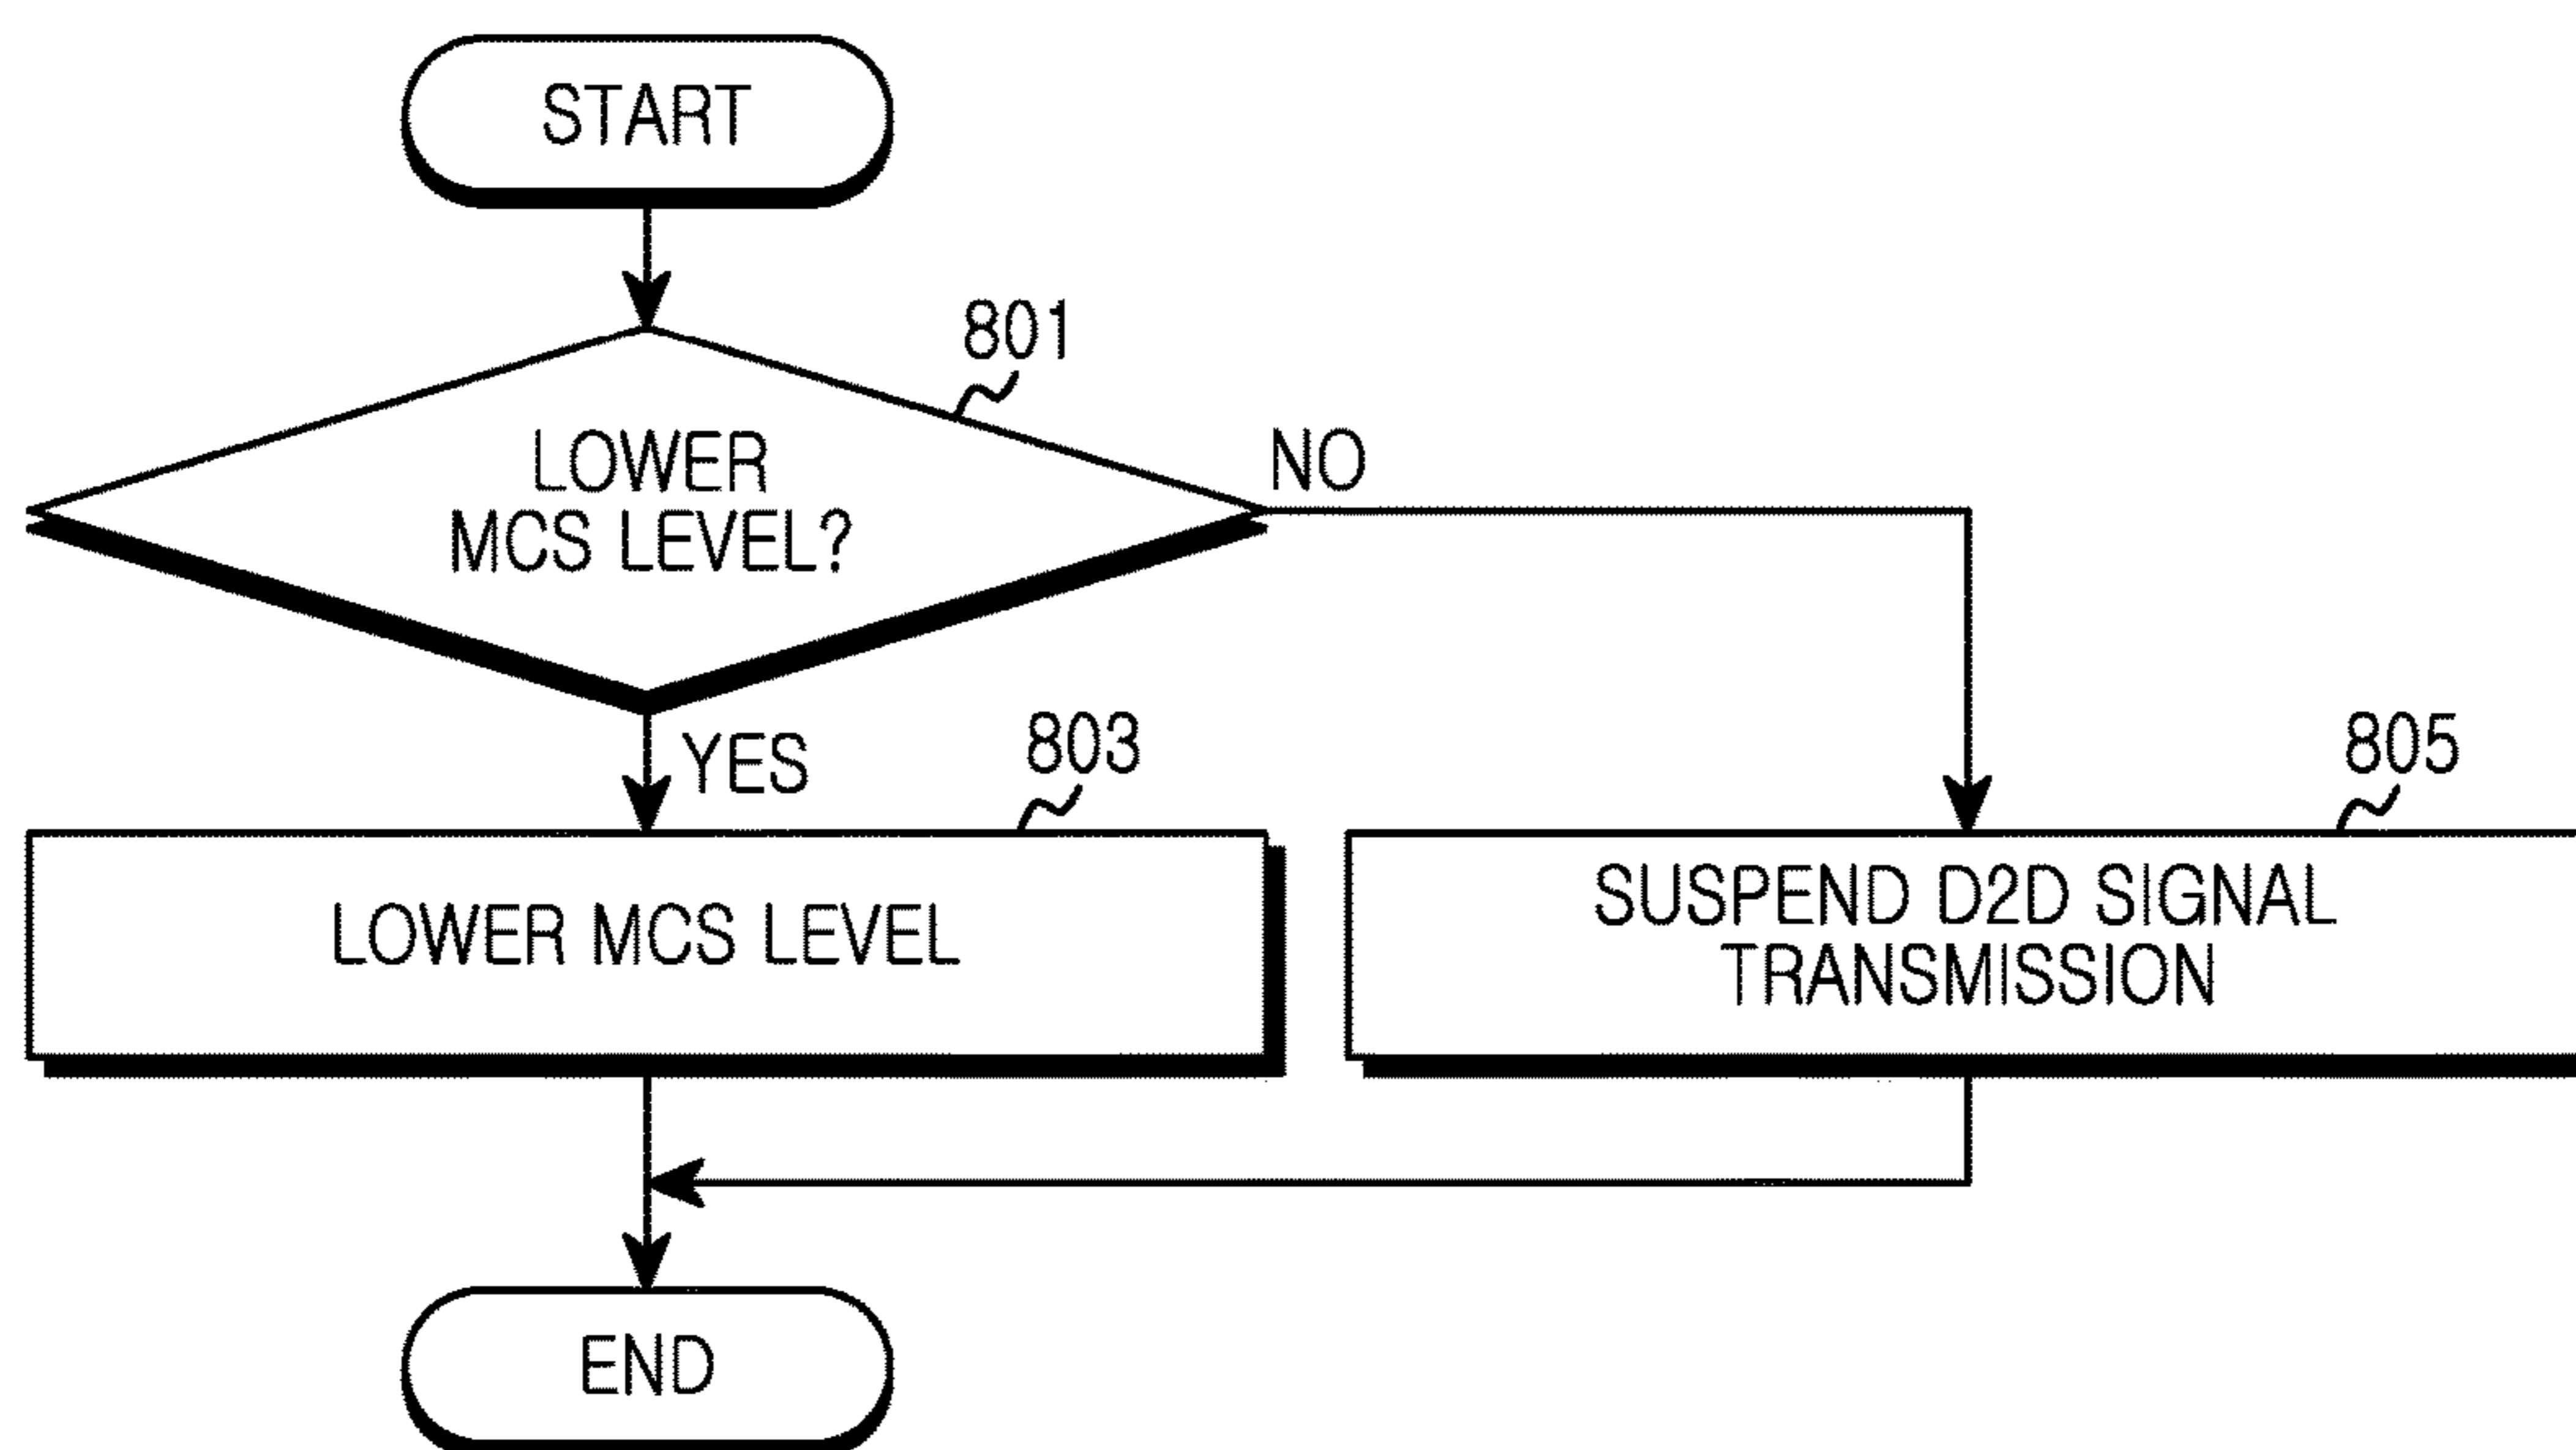 START
801
LOWER
MCS LEVEL?
NO
YES
803
805
LOWER MCS LEVEL
SUSPEND D2D SIGNAL
TRANSMISSION
END